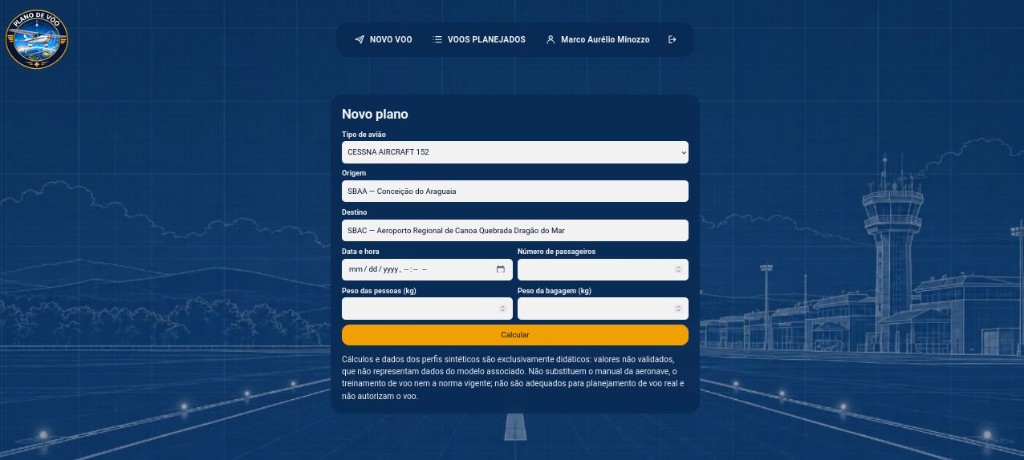 PLANO DE VOO
NOVO VOO
VOOS PLANEJADOS
Marco Aurélio Minozzo
Novo plano
Tipo de avião
CESSNA AIRCRAFT 152
Origem
SBAA — Conceição do Araguaia
Destino
SBAC — Aeroporto Regional de Canoa Quebrada Dragão do Mar
Data e hora
Número de passageiros
mm/dd/yyyy, --:-- --
Peso das pessoas (kg)
Peso da bagagem (kg)
Calcular
Cálculos e dados dos perfis sintéticos são exclusivamente didáticos: valores não validados,
que não representam dados do modelo associado. Não substituem o manual da aeronave, o
treinamento de voo nem a norma vigente; não são adequados para planejamento de voo real e
não autorizam o voo.